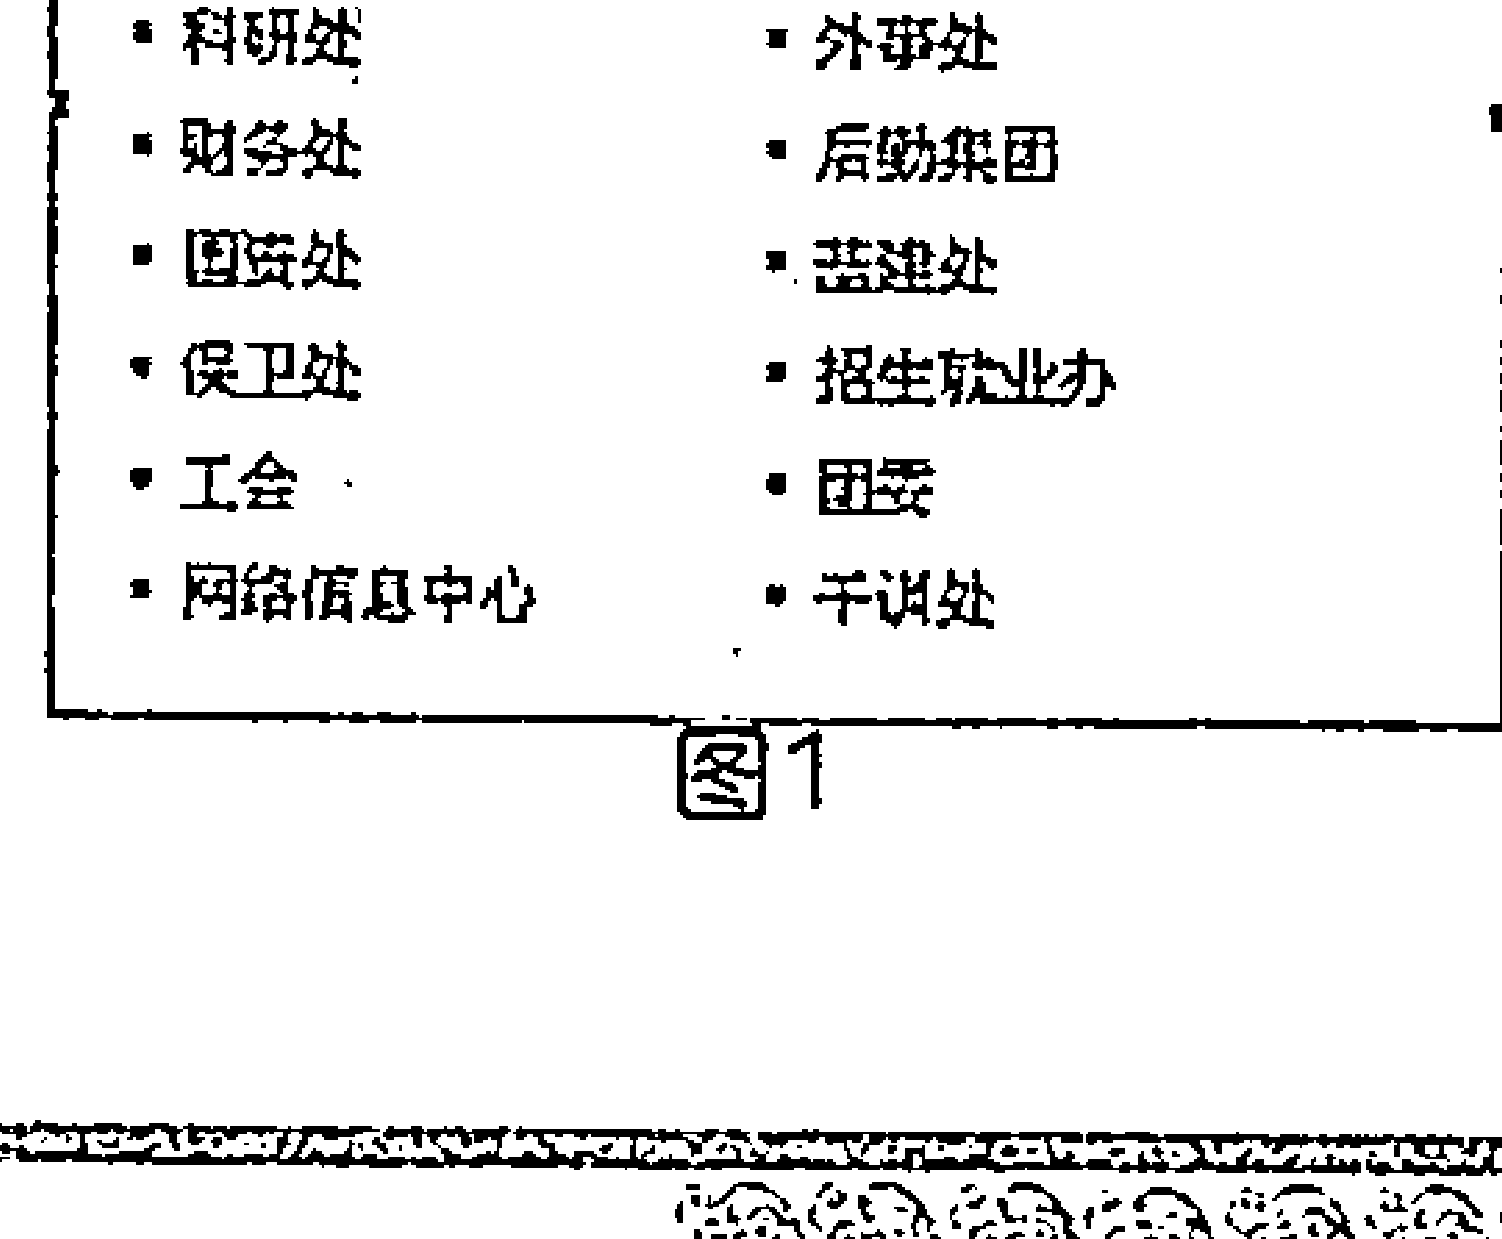 科研处
外事处
财务处
后勤集团
国资处
基建处
保卫处
招生就业办
工会
团委
网络信息中心
干训处
图1